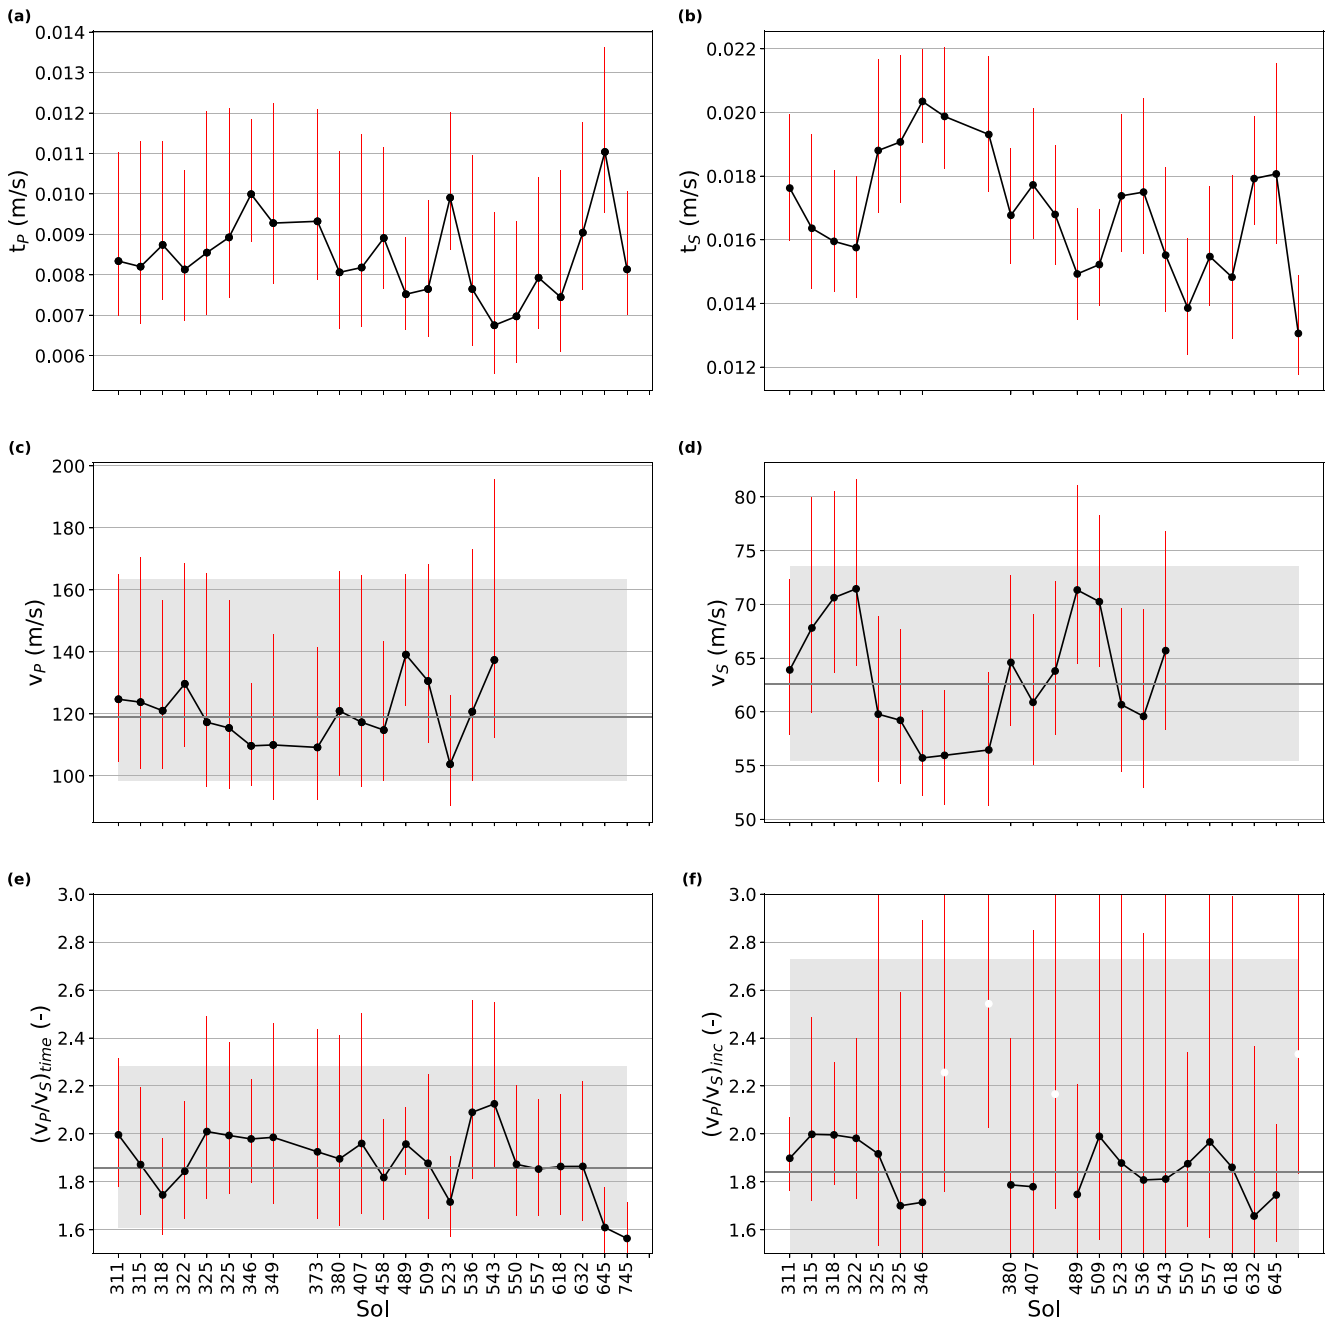 (a)
0.014
0.013
0.012
0.011
0.010
0.009
0.008
0.007
0.006
t_P (m/s)
(b)
0.022
0.020
0.018
0.016
0.014
0.012
t_S (m/s)
(c)
200
180
160
140
120
100
v_P (m/s)
(d)
80
75
70
65
60
55
50
v_S (m/s)
(e)
3.0
2.8
2.6
2.4
2.2
2.0
1.8
1.6
(v_P/v_S)_time (-)
311 315 318 322 325 325 346 349 373 380 407 458 489 509 523 536 543 550 557 618 632 645 745
Sol
(f)
3.0
2.8
2.6
2.4
2.2
2.0
1.8
1.6
(v_P/v_S)_inc (-)
311 315 318 322 325 325 346 380 407 489 509 523 536 543 550 557 618 632 645
Sol